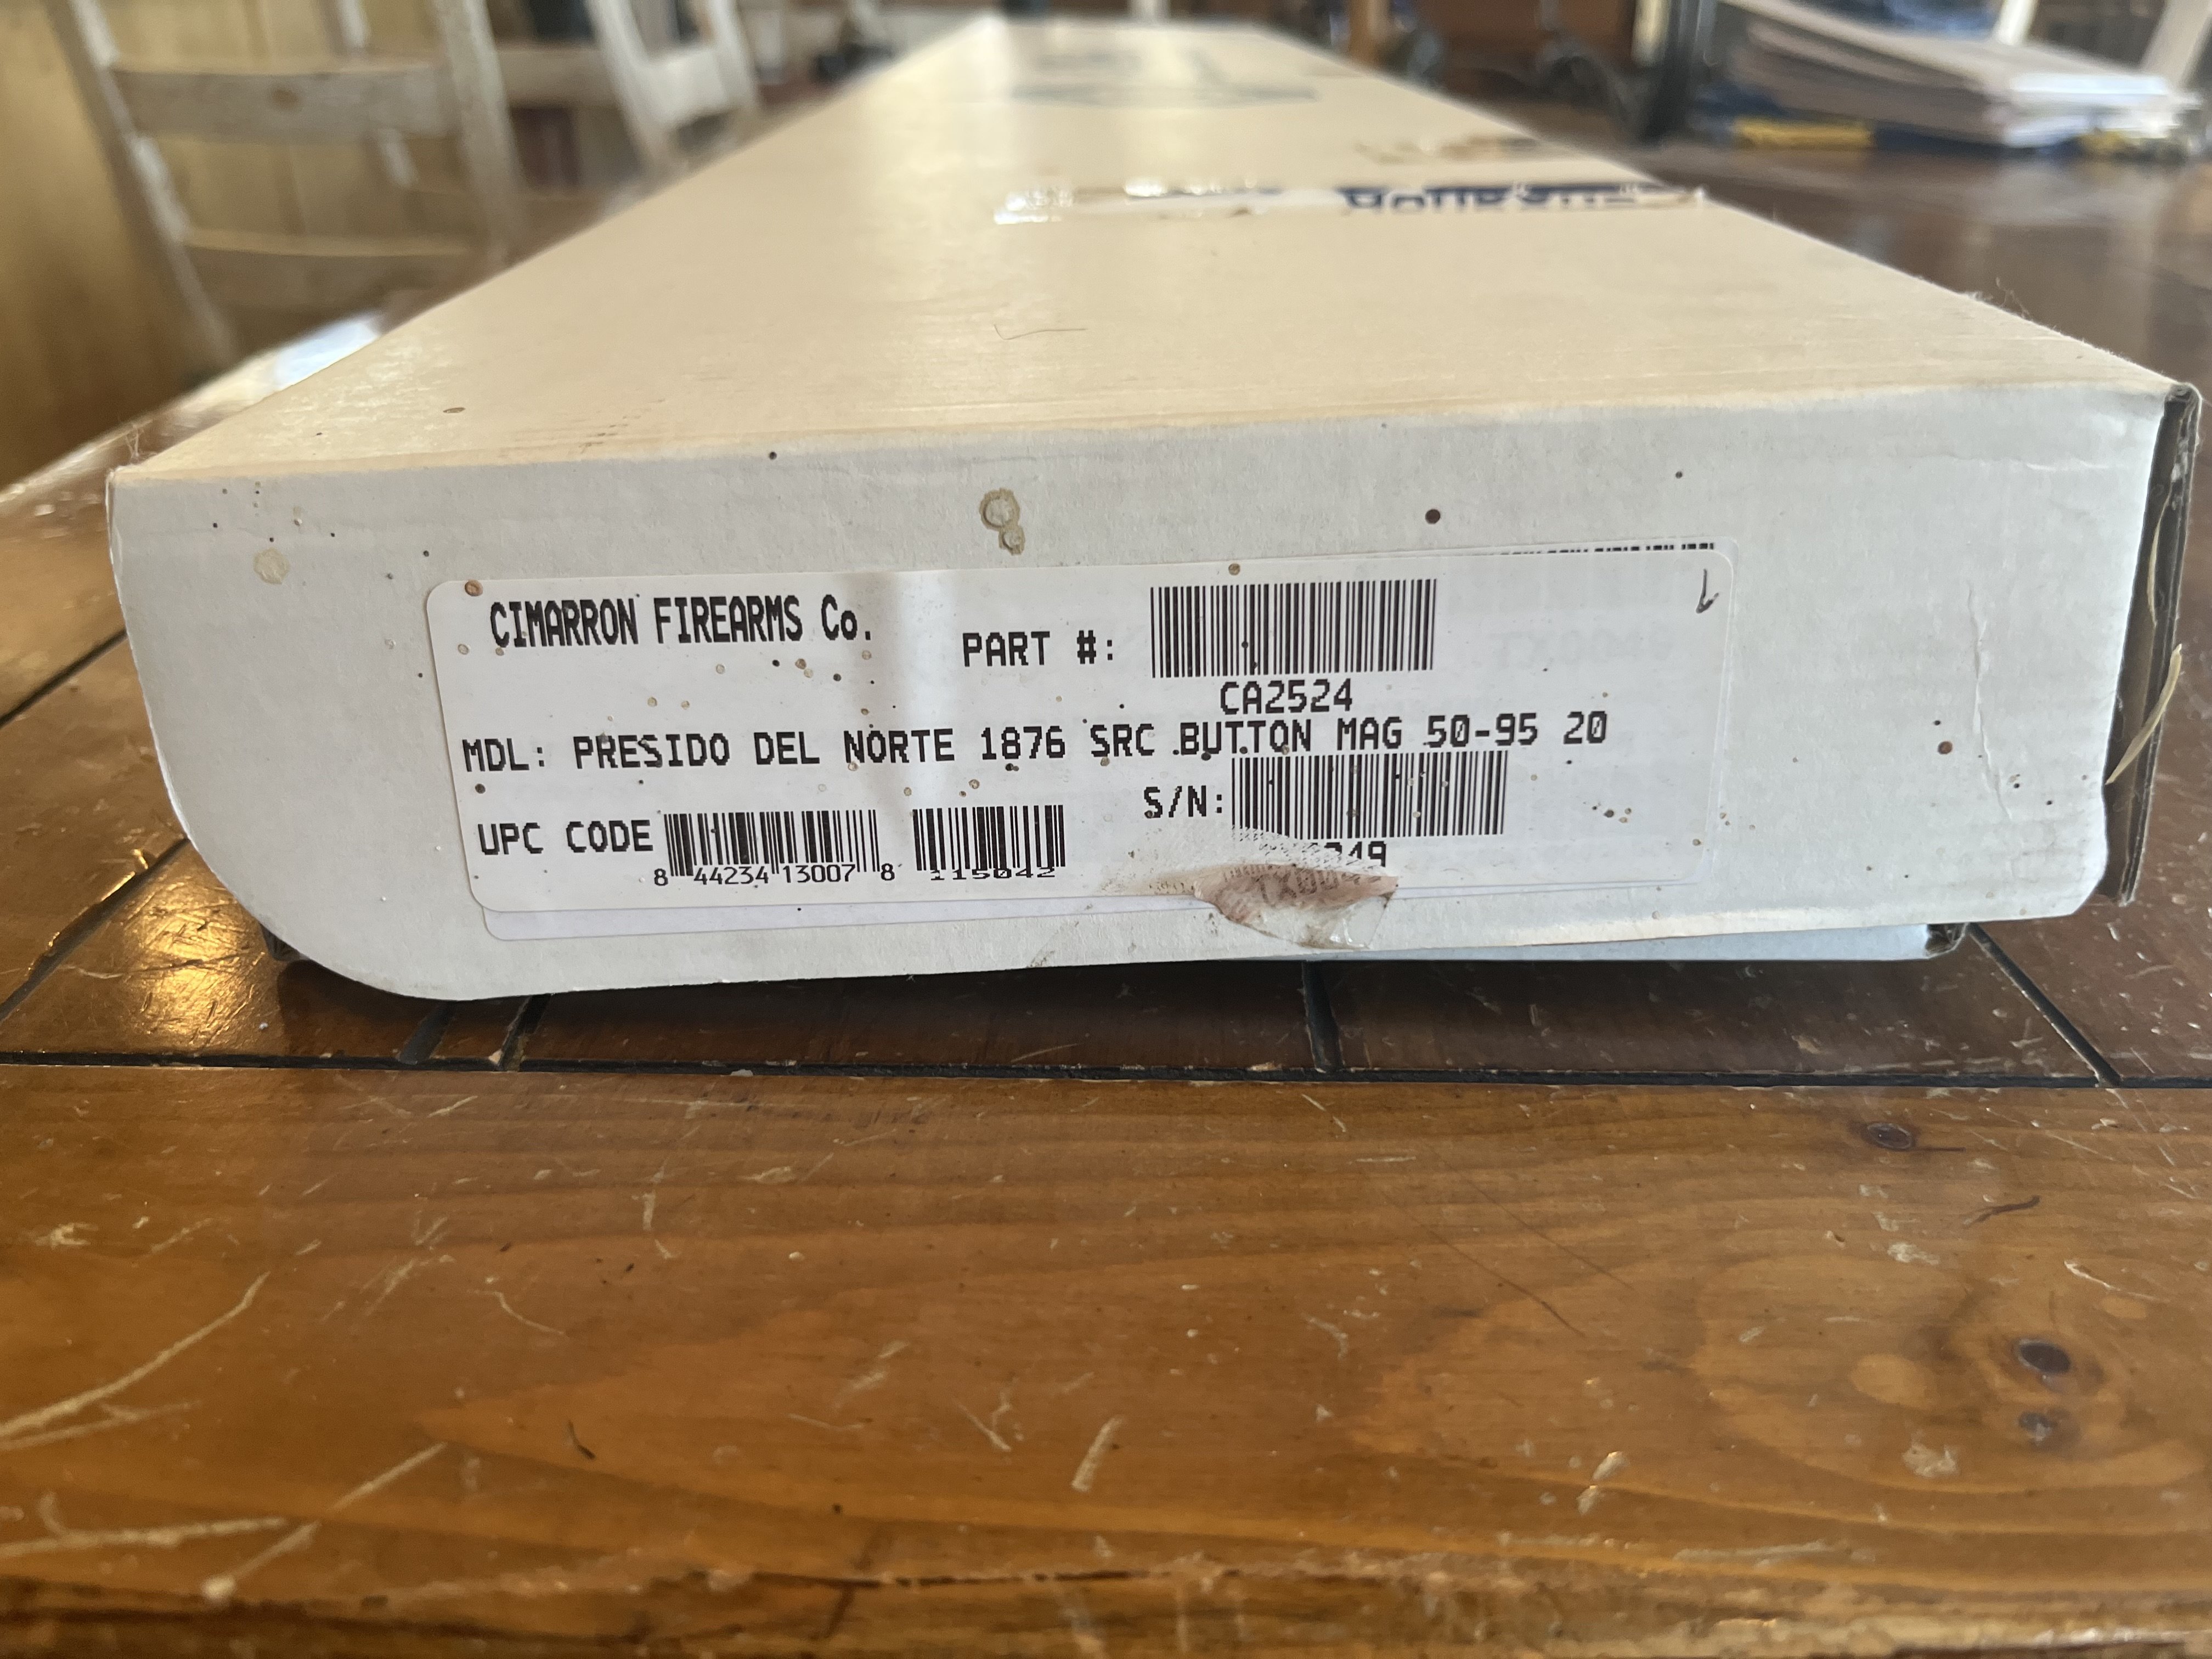 CIMARRON FIREARMS Co.
PART #:
CA2524
MDL: PRESIDO DEL NORTE 1876 SRC BUTTON MAG 50-95 20
UPC CODE
8 44234 13007 8 115042
S/N:
1